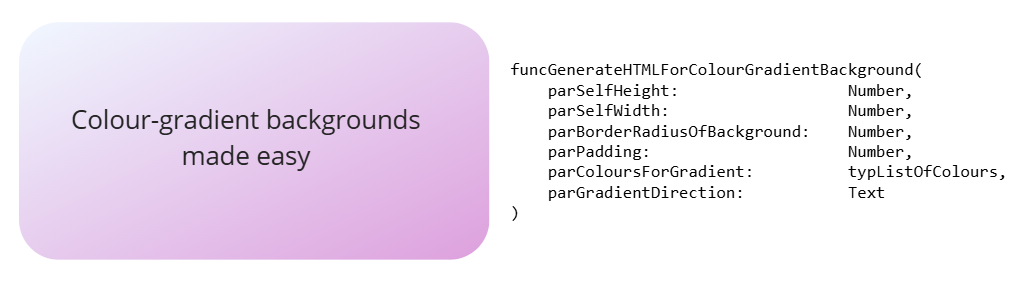 Colour-gradient backgrounds
made easy
funcGenerateHTMLForColourGradientBackground(
    parSelfHeight:                  Number,
    parSelfWidth:                   Number,
    parBorderRadiusOfBackground:    Number,
    parPadding:                     Number,
    parColoursForGradient:          typListOfColours,
    parGradientDirection:           Text
)